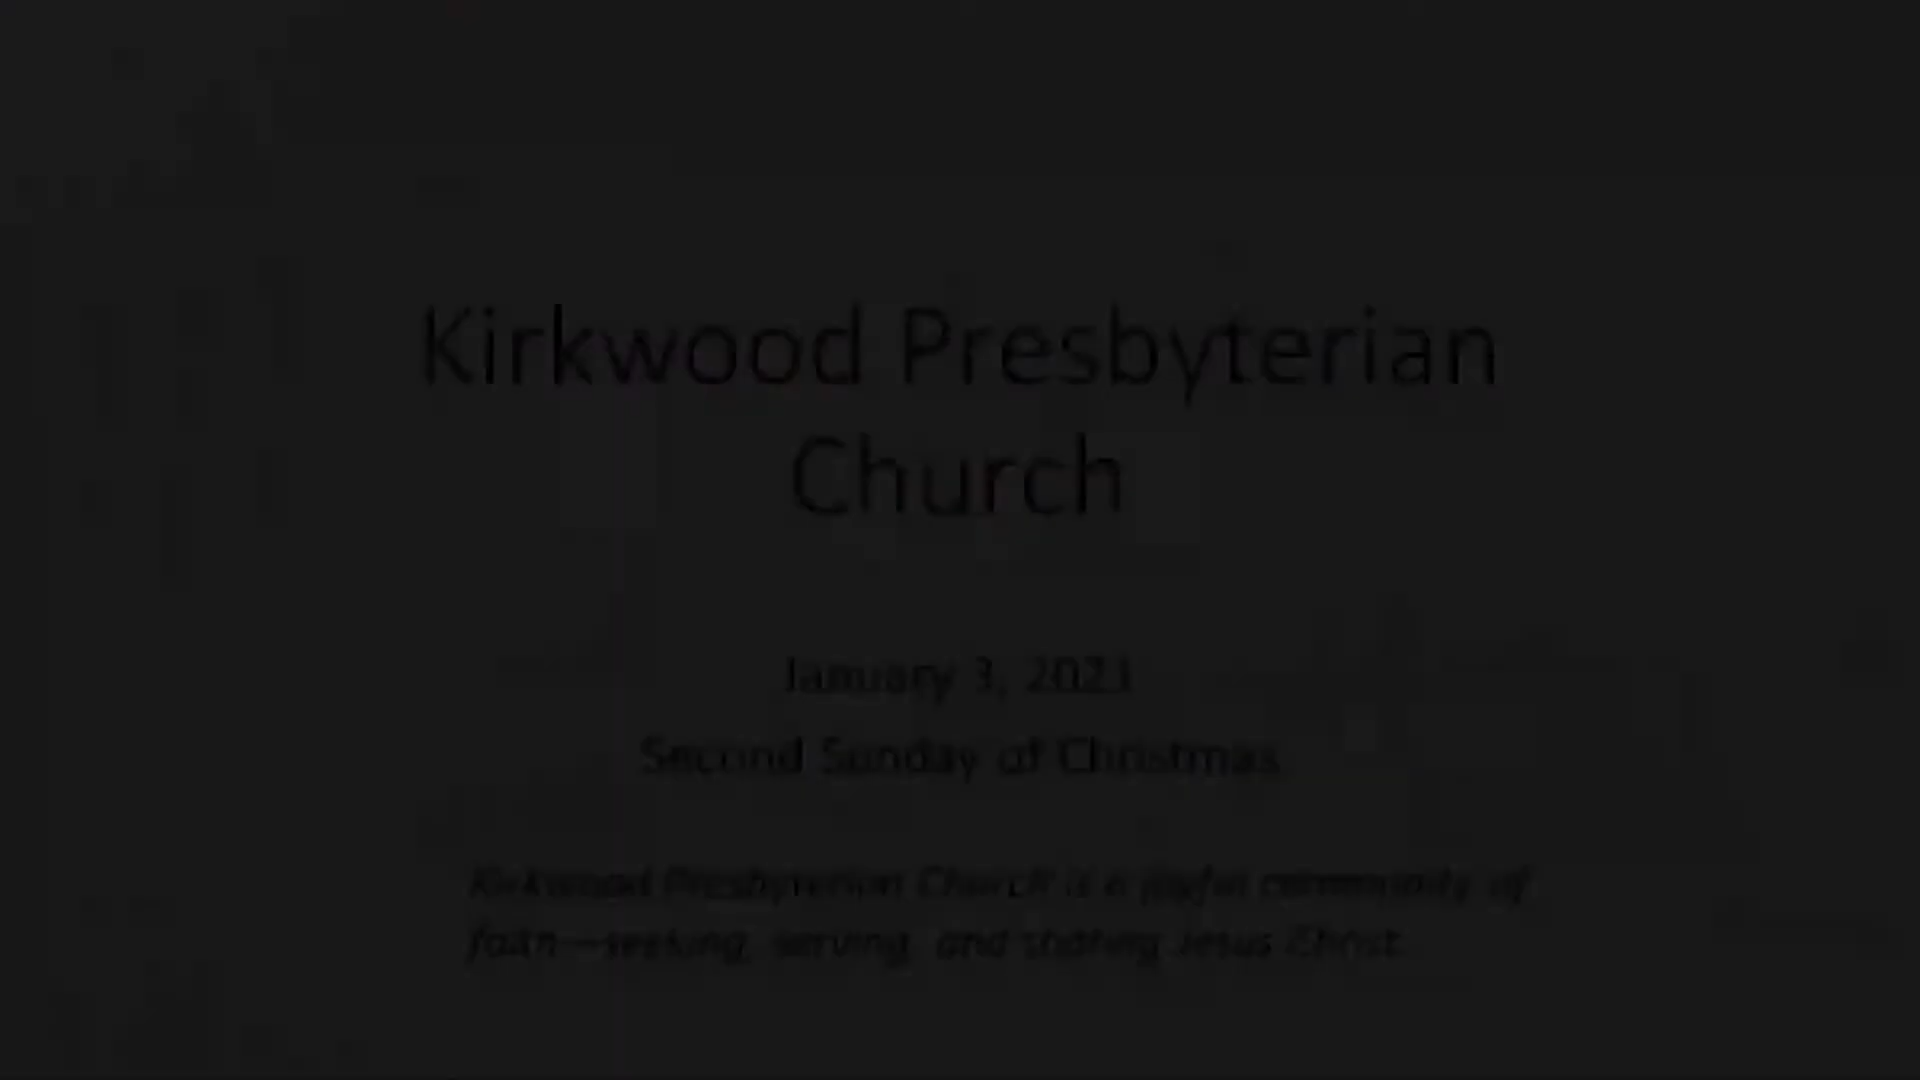 Kirkwood Presbyterian
Church
January 3, 2021
Second Sunday of Christmas
Kirkwood Presbyterian Church is a joyful community of
faith—seeking, serving, and sharing Jesus Christ.